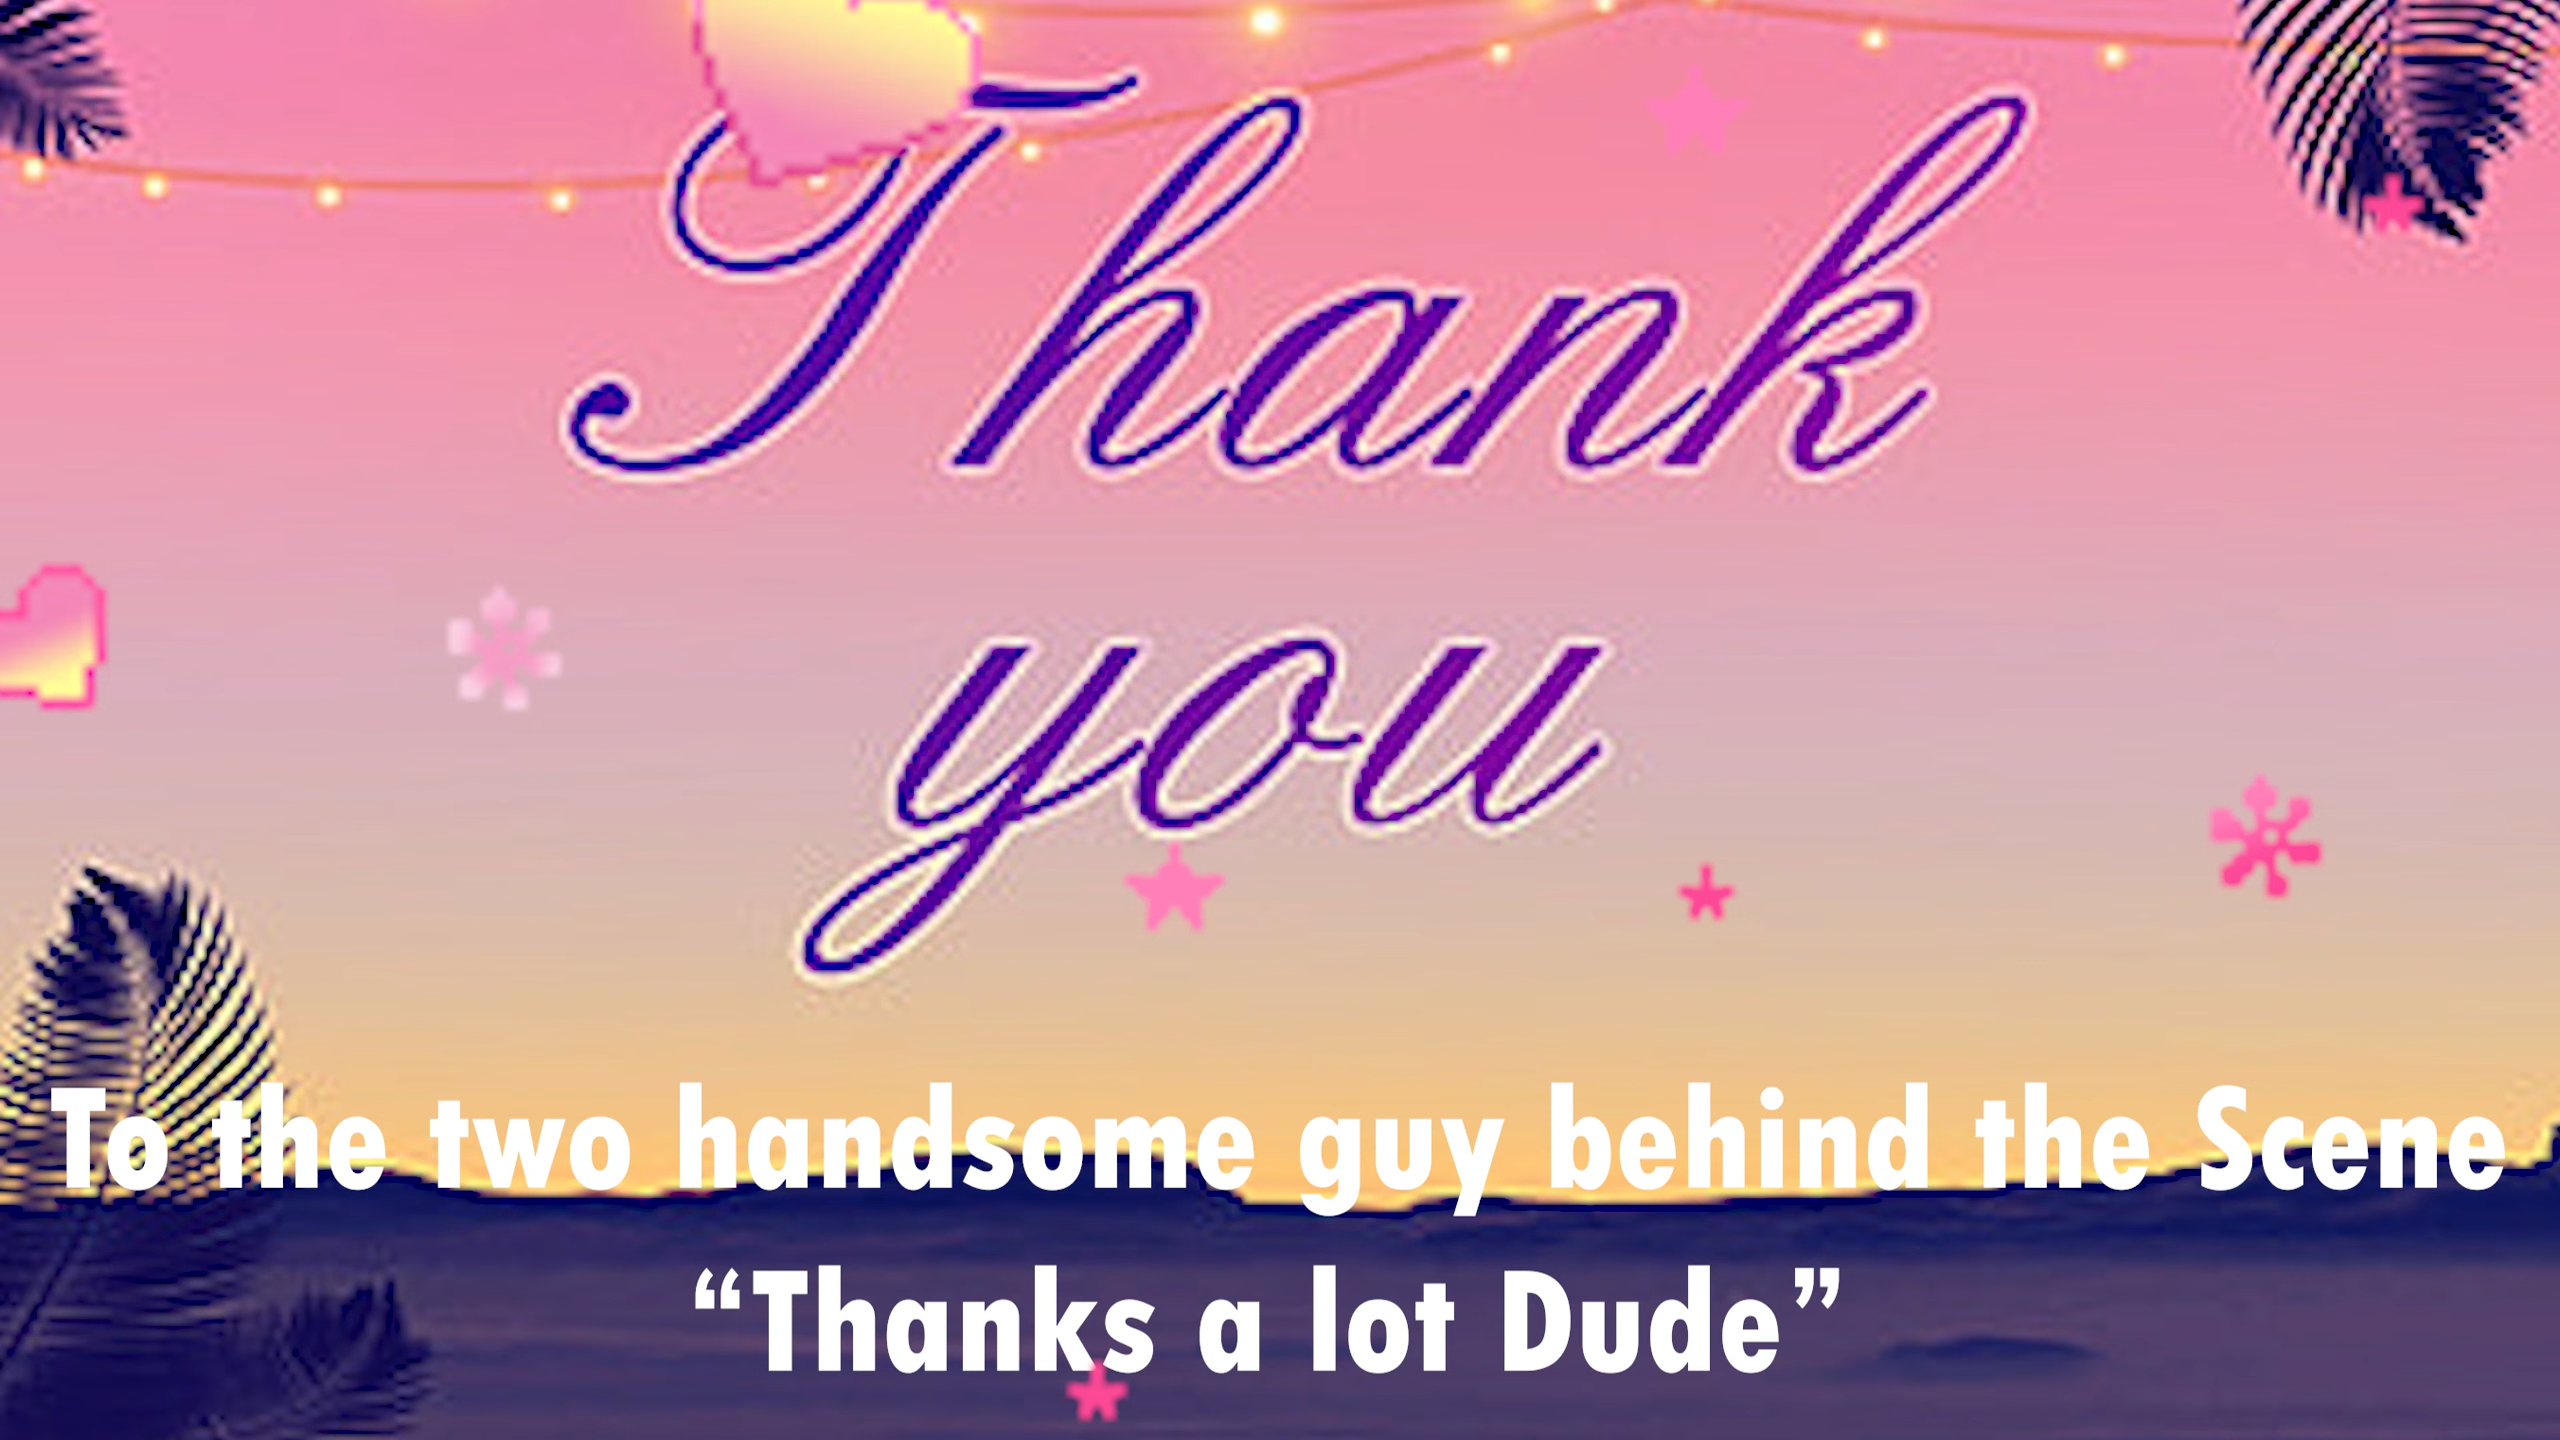 Thank
you
To the two handsome guy behind the Scene
“Thanks a lot Dude”